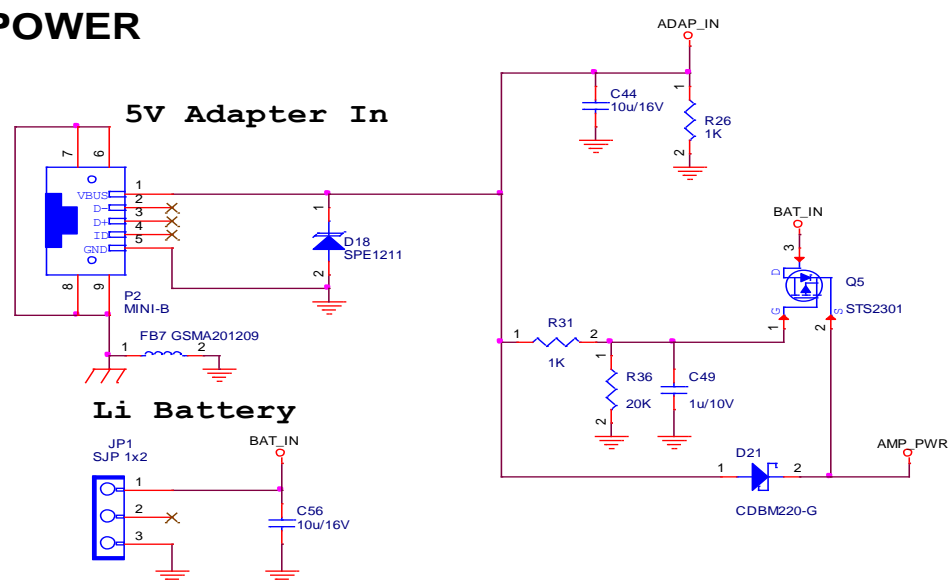 POWER
ADAP_IN
5V Adapter In
C44
10u/16V
1
R26
1K
2
7
6
VBUS
1
D-
2
D+
3
ID
4
GND
5
8
9
P2
MINI-B
1
D18
SPE1211
2
BAT_IN
3
D
Q5
G
S
STS2301
1
2
FB7 GSMA201209
1
2
1
R31
2
1K
1
R36
20K
2
C49
1u/10V
Li Battery
JP1
SJP 1x2
BAT_IN
1
2
3
C56
10u/16V
D21
1
2
CDBM220-G
AMP_PWR